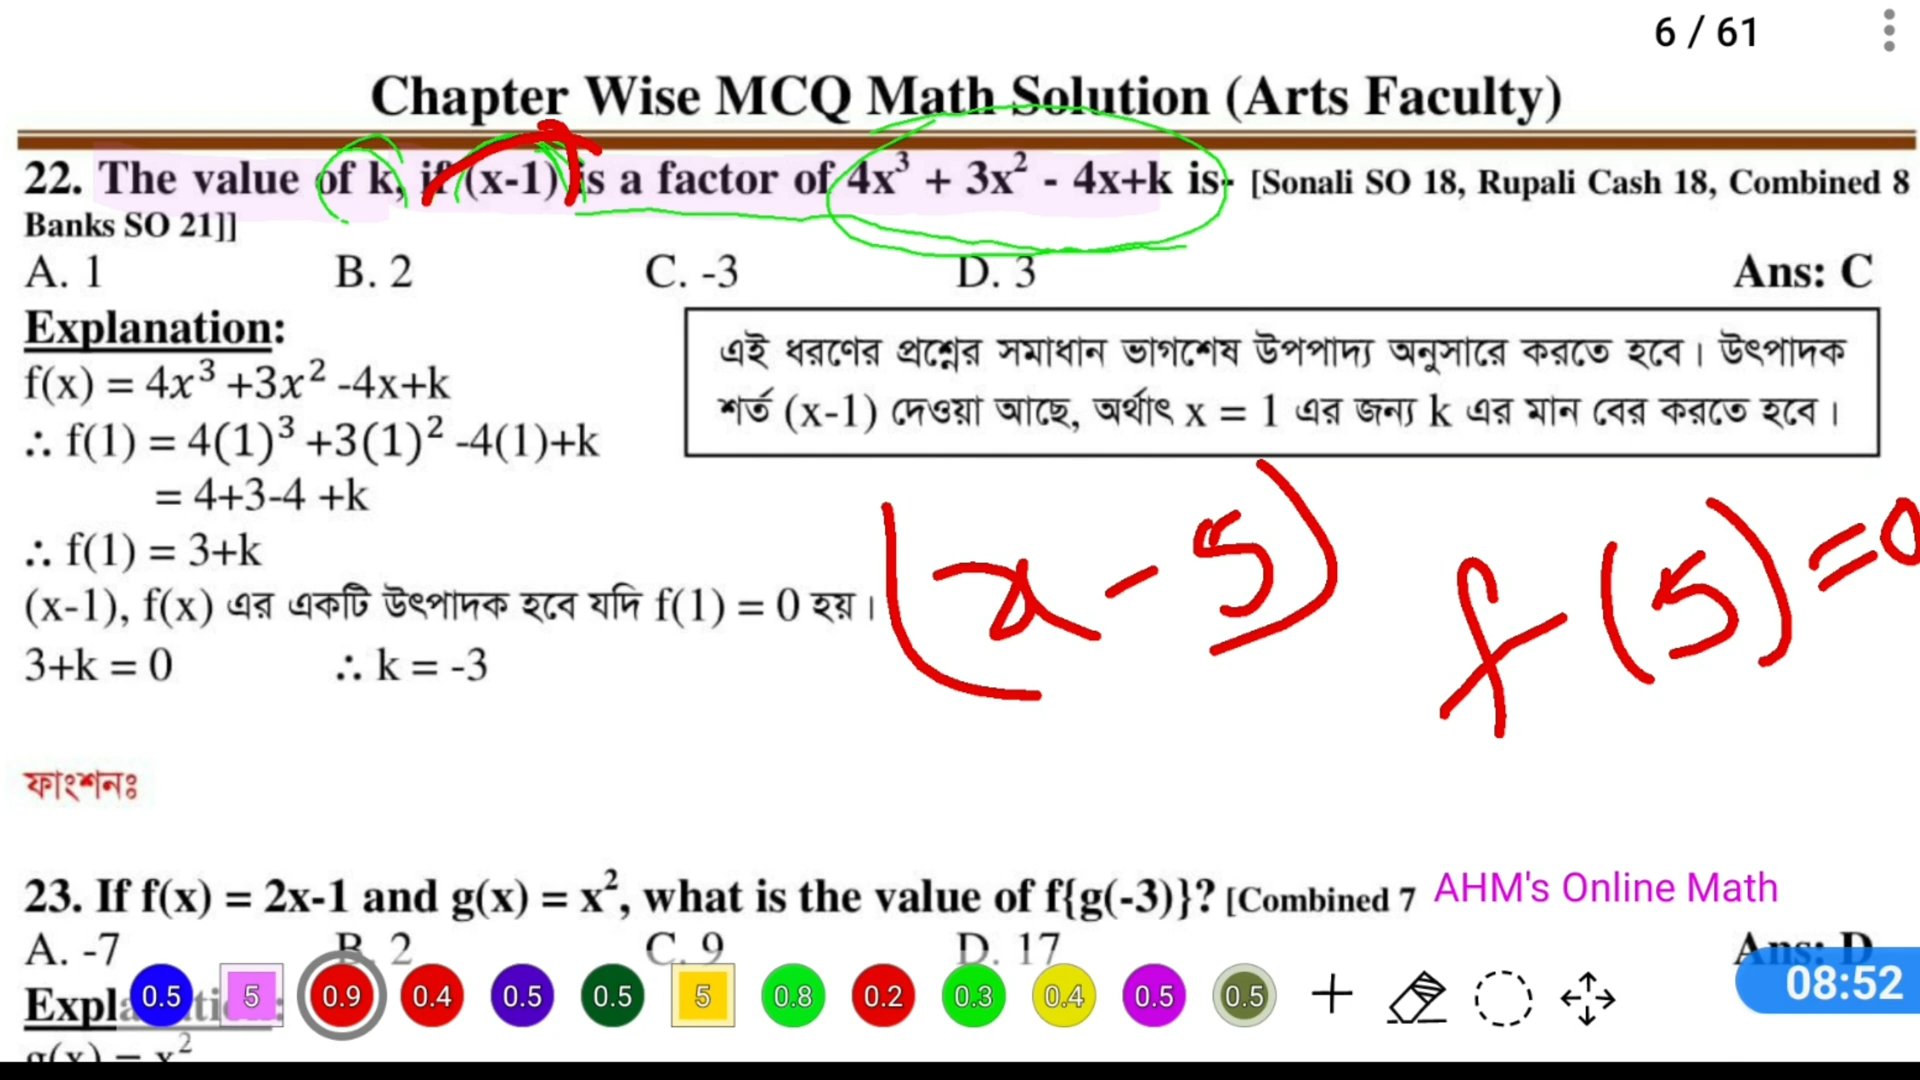 6 / 61
Chapter Wise MCQ Math Solution (Arts Faculty)
22. The value of k, if (x-1) is a factor of 4x³ + 3x² - 4x+k is- [Sonali SO 18, Rupali Cash 18, Combined 8
Banks SO 21]]
A. 1 B. 2 C. -3 D. 3 Ans: C
Explanation:
এই ধরণের প্রশ্নের সমাধান ভাগশেষ উপপাদ্য অনুসারে করতে হবে। উৎপাদক
শর্ত (x-1) দেওয়া আছে, অর্থাৎ x = 1 এর জন্য k এর মান বের করতে হবে।
f(x) = 4x³ +3x² -4x+k
∴ f(1) = 4(1)³ +3(1)² -4(1)+k
= 4+3-4 +k
∴ f(1) = 3+k
(x-1), f(x) এর একটি উৎপাদক হবে যদি f(1) = 0 হয়।
3+k = 0 ∴ k = -3
(x-5) f(5)=0
ফাংশনঃ
23. If f(x) = 2x-1 and g(x) = x², what is the value of f{g(-3)}? [Combined 7 AHM's Online Math
A. -7 B. 2 C. 9 D. 17 Ans: D
08:52
0.5 5 0.9 0.4 0.5 0.5 5 0.8 0.2 0.3 0.4 0.5 0.5
g(x) = x²